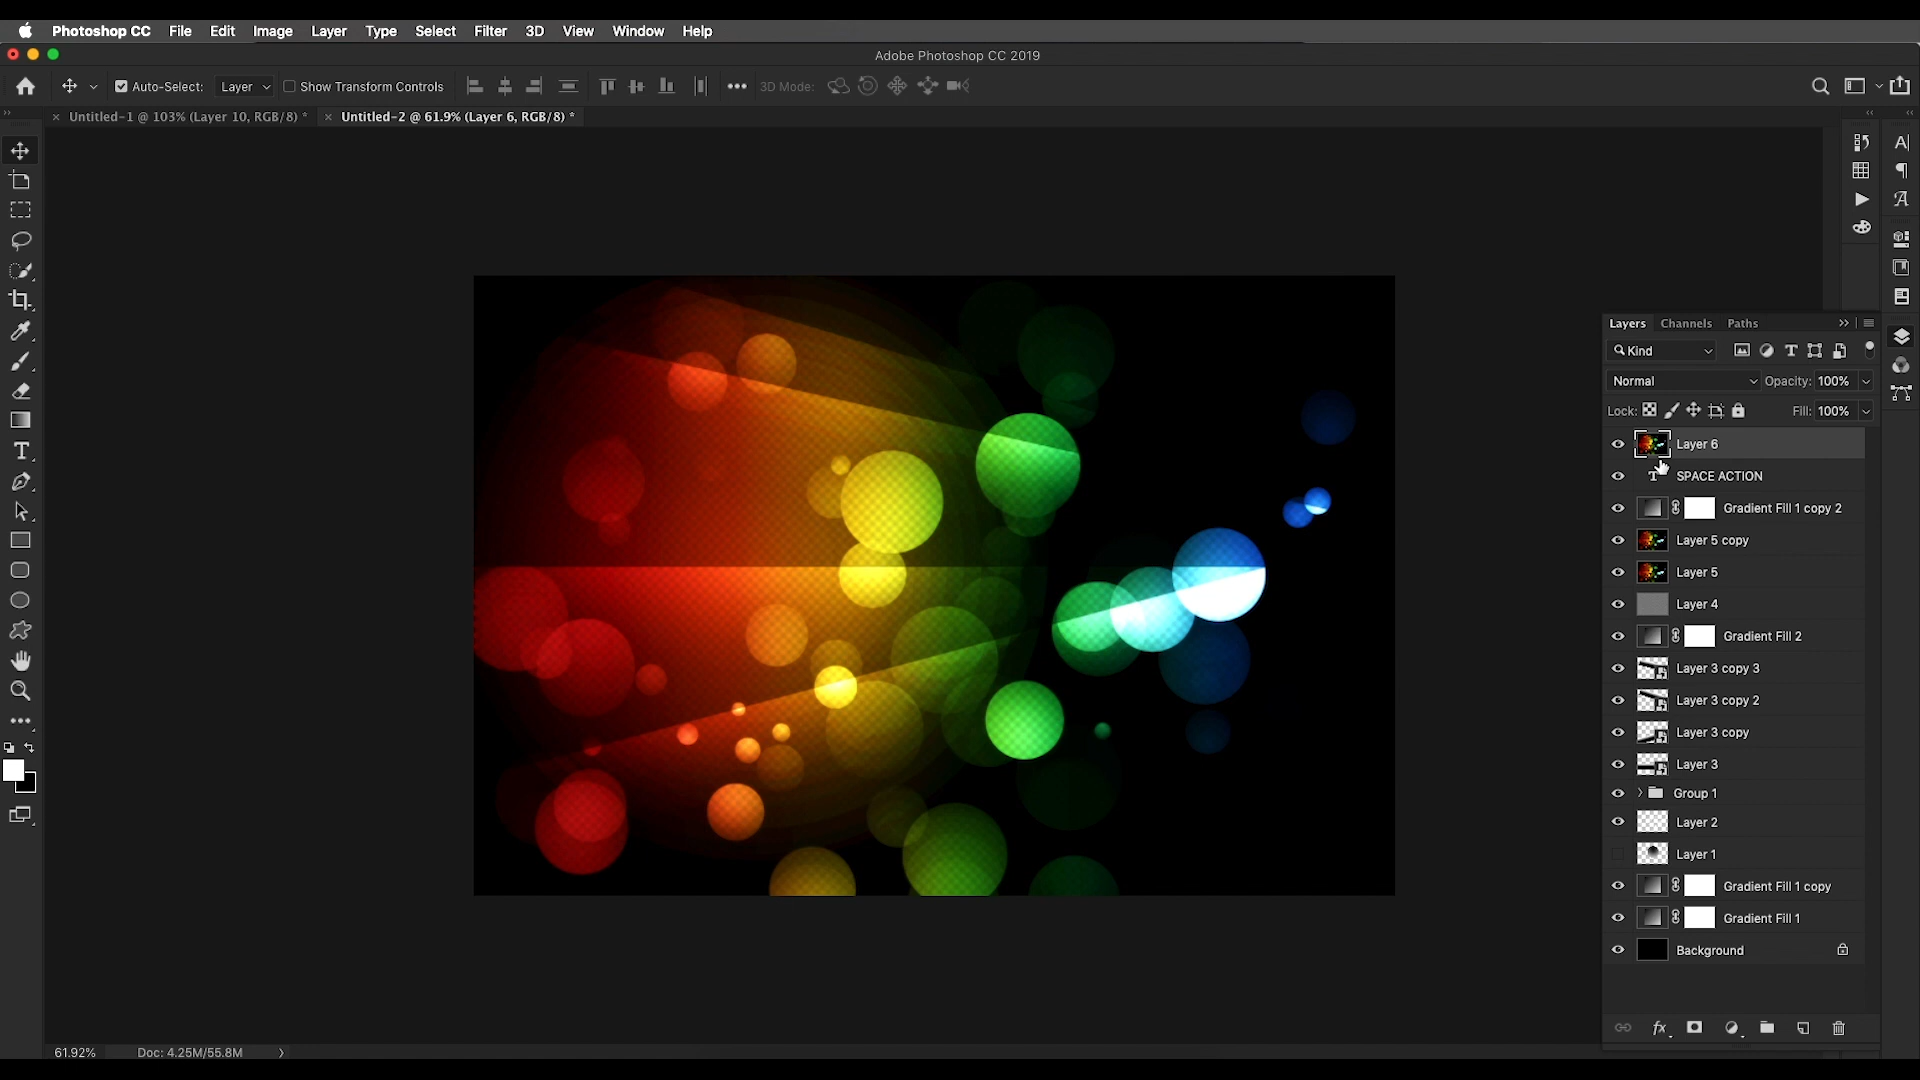 Photoshop CC File Edit Image Layer Type Select Filter 3D View Window Help
Adobe Photoshop CC 2019
Auto-Select: Layer Show Transform Controls 3D Mode:
Untitled-1 @ 103% (Layer 10, RGB/8) * Untitled-2 @ 61.9% (Layer 6, RGB/8) *
Layers Channels Paths
Kind
Normal Opacity: 100%
Lock: Fill: 100%
Layer 6
SPACE ACTION
Gradient Fill 1 copy 2
Layer 5 copy
Layer 5
Layer 4
Gradient Fill 2
Layer 3 copy 3
Layer 3 copy 2
Layer 3 copy
Layer 3
Group 1
Layer 2
Layer 1
Gradient Fill 1 copy
Gradient Fill 1
Background
61.92% Doc: 4.25M/55.8M